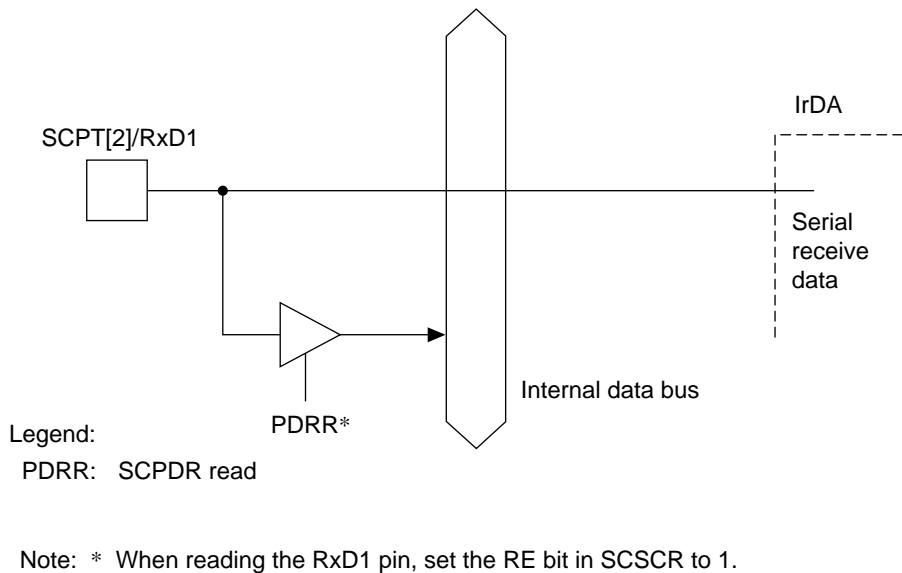 IrDA
SCPT[2]/RxD1
Serial
receive
data
Internal data bus
PDRR*
Legend:
PDRR: SCPDR read
Note: * When reading the RxD1 pin, set the RE bit in SCSCR to 1.